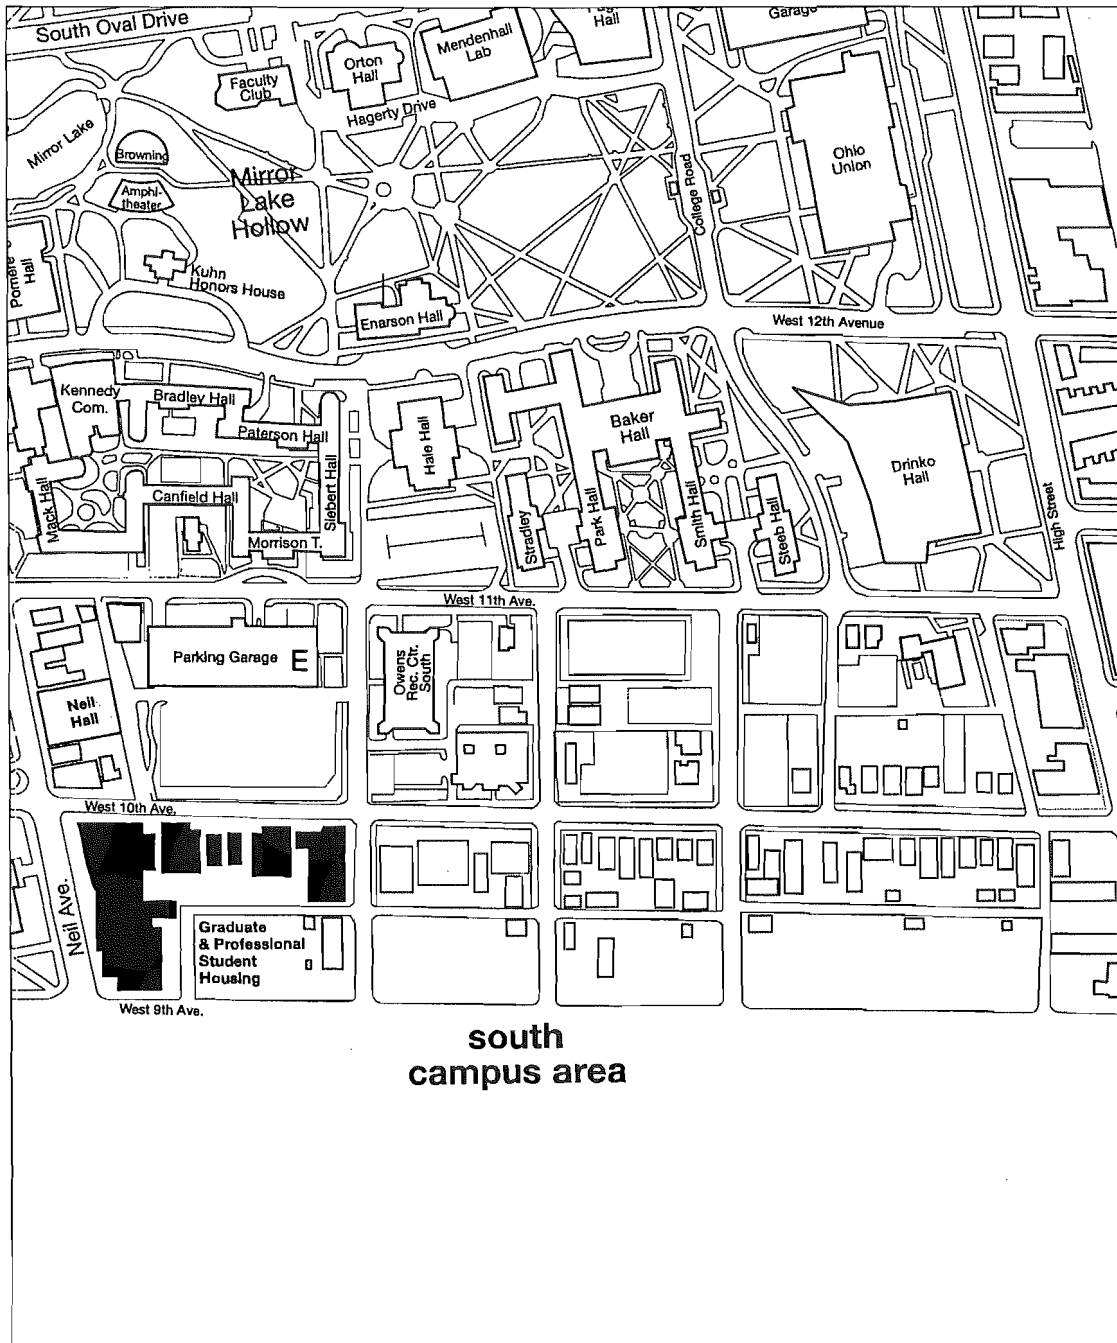 South Oval Drive
Garage
Hall
Orton
Hall
Mendenhall
Lab
Faculty
Club
Hagerty Drive
Mirror Lake
Browning
Amphi-
theater
Mirror
Lake
Hollow
College Road
Ohio
Union
Hall
Kuhn
Honors House
Enarson Hall
West 12th Avenue
Kennedy
Com.
Bradley Hall
Paterson Hall
Hale Hall
Baker
Hall
Drinko
Hall
Mack Hall
Canfield Hall
Siebert Hall
Morrison T.
Stradley
Park Hall
Smith Hall
Steeb Hall
High Street
West 11th Ave.
Parking Garage E
Owens
Rec. Ctr.
South
Neil
Hall
West 10th Ave.
Neil Ave.
Graduate
& Professional
Student
Housing
West 9th Ave.
south
campus area